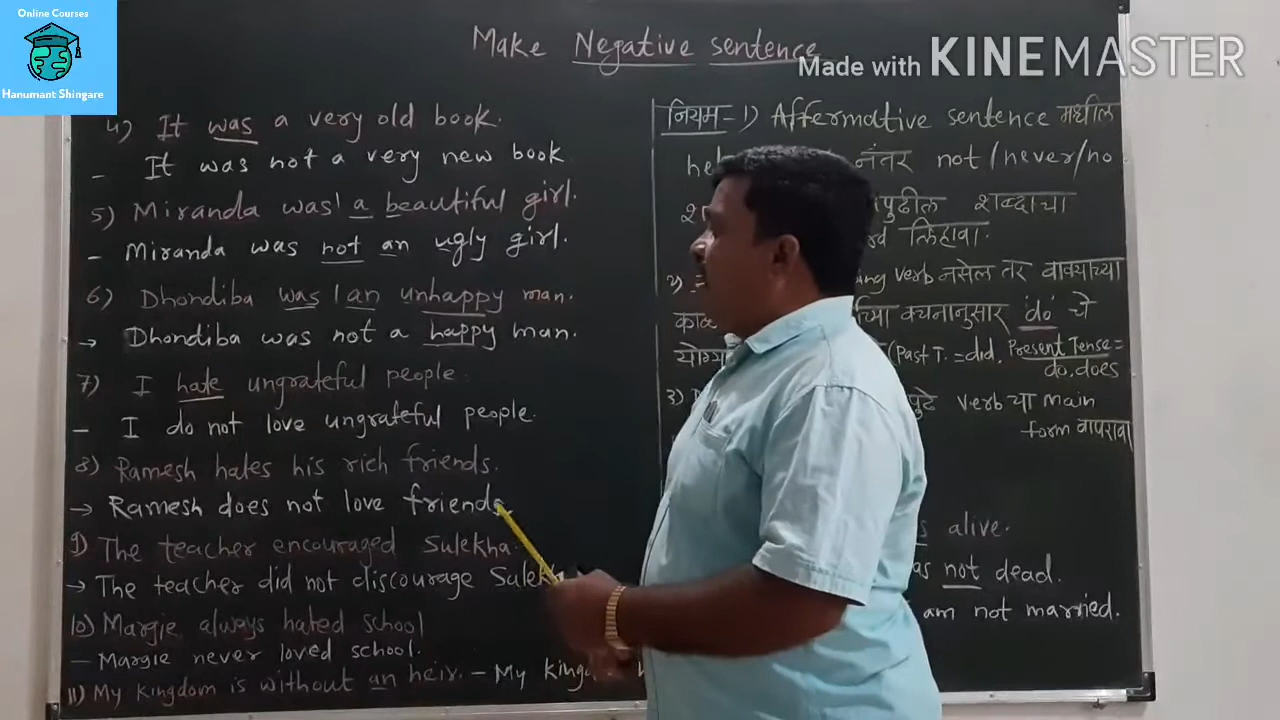 Online Courses
Hanumant Shingare
Made with KINEMASTER
Make Negative sentence
4) It was a very old book.
- It was not a very new book
5) Miranda was a beautiful girl.
- Miranda was not an ugly girl.
6) Dhondiba was an unhappy man.
→ Dhondiba was not a happy man.
7) I hate ungrateful people.
- I do not love ungrateful people.
8) Ramesh hates his rich friends.
→ Ramesh does not love friends
9) The teacher encouraged Sulekha.
→ The teacher did not discourage
10) Margie always hated school
- Margie never loved school.
11) My kingdom is without an heir. - My
नियम - 1) Affermative sentence मधील
नंतर not/never/no
पुढील शब्दाचा
लिहावा.
verb नसेल तर वाक्याच्या
वचनानुसार 'do' चे
(Past T. = did, Present Tense =
do, does
3) पुढे verb चा main
form वापरावा
alive.
not dead.
am not married.